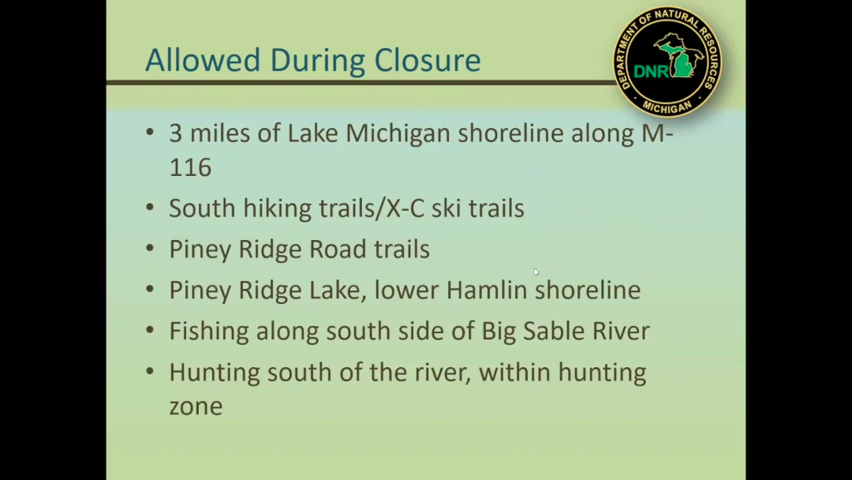 Allowed During Closure
DEPARTMENT OF NATURAL RESOURCES
DNR
• MICHIGAN •
• 3 miles of Lake Michigan shoreline along M-
116
• South hiking trails/X-C ski trails
• Piney Ridge Road trails
• Piney Ridge Lake, lower Hamlin shoreline
• Fishing along south side of Big Sable River
• Hunting south of the river, within hunting
zone